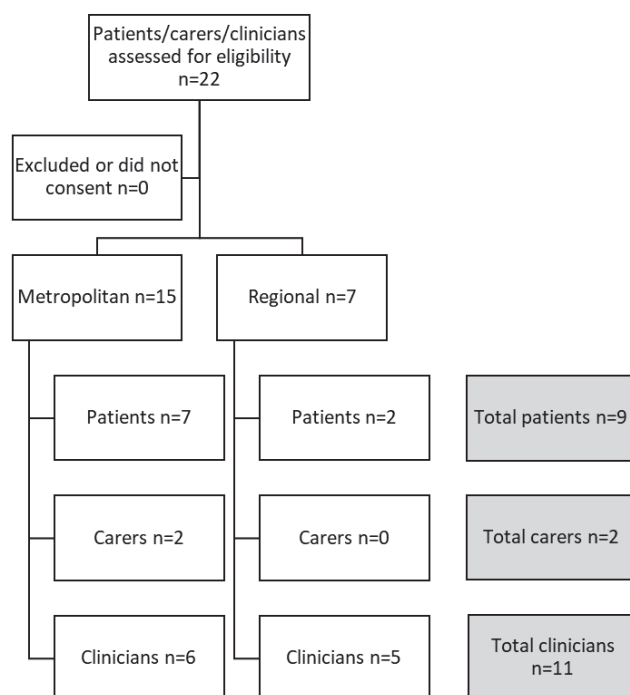 Patients/carers/clinicians
assessed for eligibility
n=22
Excluded or did not
consent n=0
Metropolitan n=15
Regional n=7
Patients n=7
Patients n=2
Total patients n=9
Carers n=2
Carers n=0
Total carers n=2
Clinicians n=6
Clinicians n=5
Total clinicians
n=11